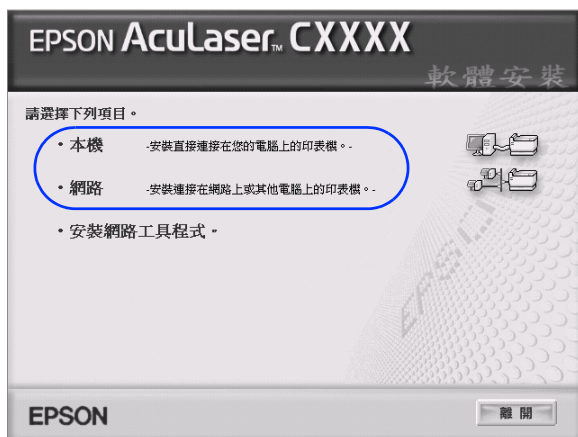 EPSON AcuLaser™ CXXXX
軟體安裝
請選擇下列項目。
・本機 -安裝直接連接在您的電腦上的印表機。-
・網路 -安裝連接在網路上或其他電腦上的印表機。-
・安裝網路工具程式。
EPSON
EPSON
離開